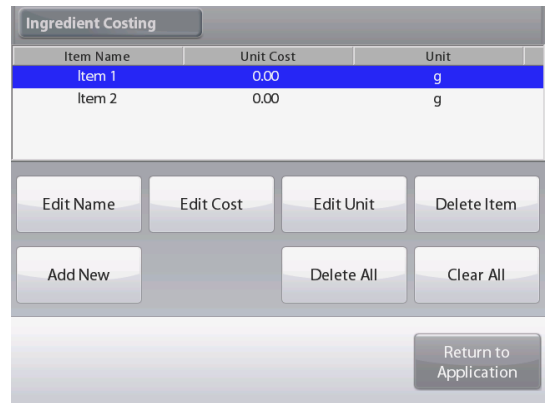 Ingredient Costing
Item Name Unit Cost Unit
Item 1 0.00 g
Item 2 0.00 g
Edit Name Edit Cost Edit Unit Delete Item
Add New Delete All Clear All
Return to
Application